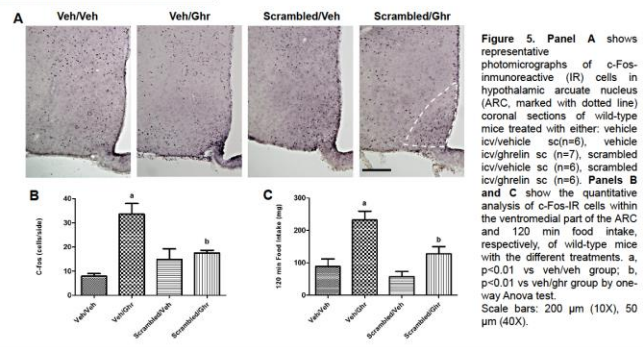 Veh/Veh Veh/Ghr Scrambled/Veh Scrambled/Ghr
A
B
C-Fos (cells/side)
40
30
20
10
0
a
b
Veh/Veh
Veh/Ghr
Scrambled/Veh
Scrambled/Ghr
C
120 min Food Intake (mg)
300
200
100
0
a
b
Veh/Veh
Veh/Ghr
Scrambled/Veh
Scrambled/Ghr
Figure 5. Panel A shows
representative
photomicrographs of c-Fos-
inmunoreactive (IR) cells in
hypothalamic arcuate nucleus
(ARC, marked with dotted line)
coronal sections of wild-type
mice treated with either: vehicle
icv/vehicle sc(n=6), vehicle
icv/ghrelin sc (n=7), scrambled
icv/vehicle sc (n=6), scrambled
icv/ghrelin sc (n=6). Panels B
and C show the quantitative
analysis of c-Fos-IR cells within
the ventromedial part of the ARC
and 120 min food intake,
respectively, of wild-type mice
with the different treatments. a,
p<0.01 vs veh/veh group; b,
p<0.01 vs veh/ghr group by one-
way Anova test.
Scale bars: 200 μm (10X), 50
μm (40X).